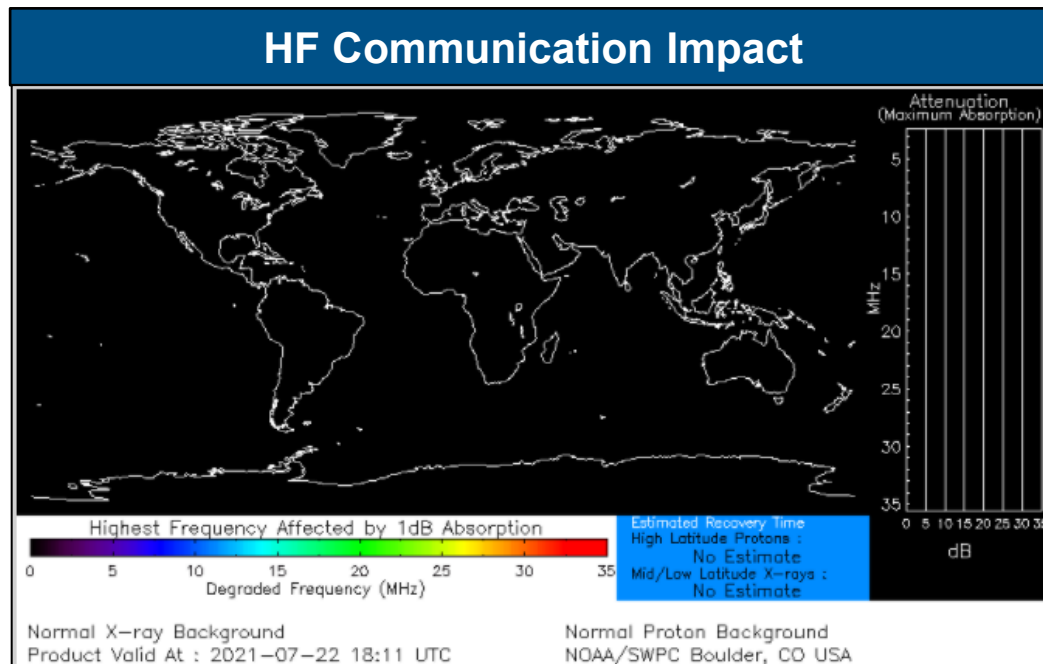 HF Communication Impact
Attenuation
(Maximum Absorption)
5
10
15
20
25
30
35
MHz
0 5 10 15 20 25 30 35
dB
Highest Frequency Affected by 1dB Absorption
0 5 10 15 20 25 30 35
Degraded Frequency (MHz)
Estimated Recovery Time
High Latitude Protons :
No Estimate
Mid/Low Latitude X-rays :
No Estimate
Normal X-ray Background
Product Valid At : 2021-07-22 18:11 UTC
Normal Proton Background
NOAA/SWPC Boulder, CO USA